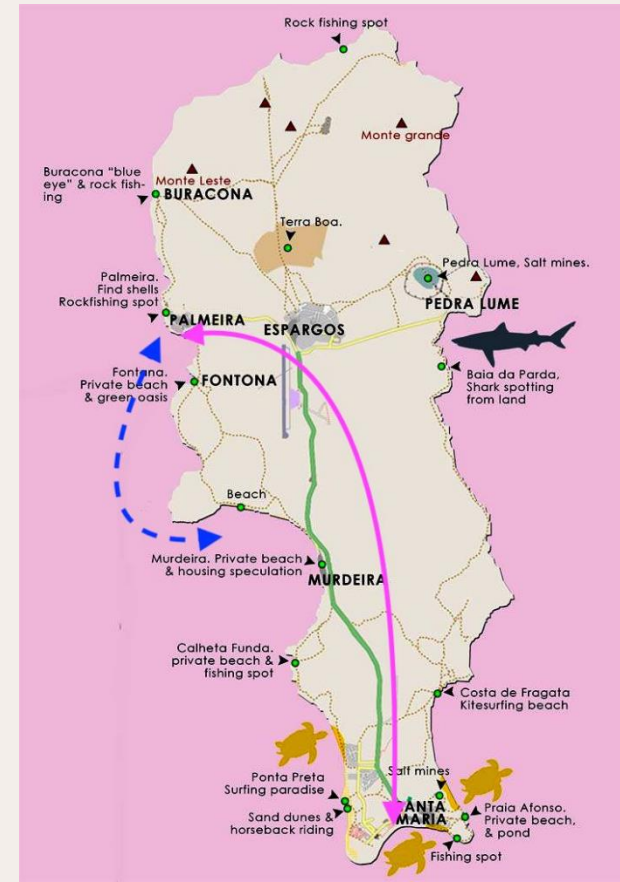 Rock fishing spot
Monte grande
Buracona "blue
eye" & rock fish-
ing
Monte Leste
BURACONA
Terra Boa.
Palmeira.
Find shells
Rockfishing spot
Pedra Lume, Salt mines.
PEDRA LUME
PALMEIRA
ESPARGOS
Fontana.
Private beach
& green oasis
FONTONA
Baia da Parda,
Shark spotting
from land
Beach
Murdeira. Private beach
& housing speculation
MURDEIRA
Calheta Funda.
private beach &
fishing spot
Costa de Fragata
Kitesurfing beach
Salt mines
Ponta Preta
Surfing paradise
Sand dunes &
horseback riding
ANTA
MARIA
Praia Afonso.
Private beach,
& pond
Fishing spot